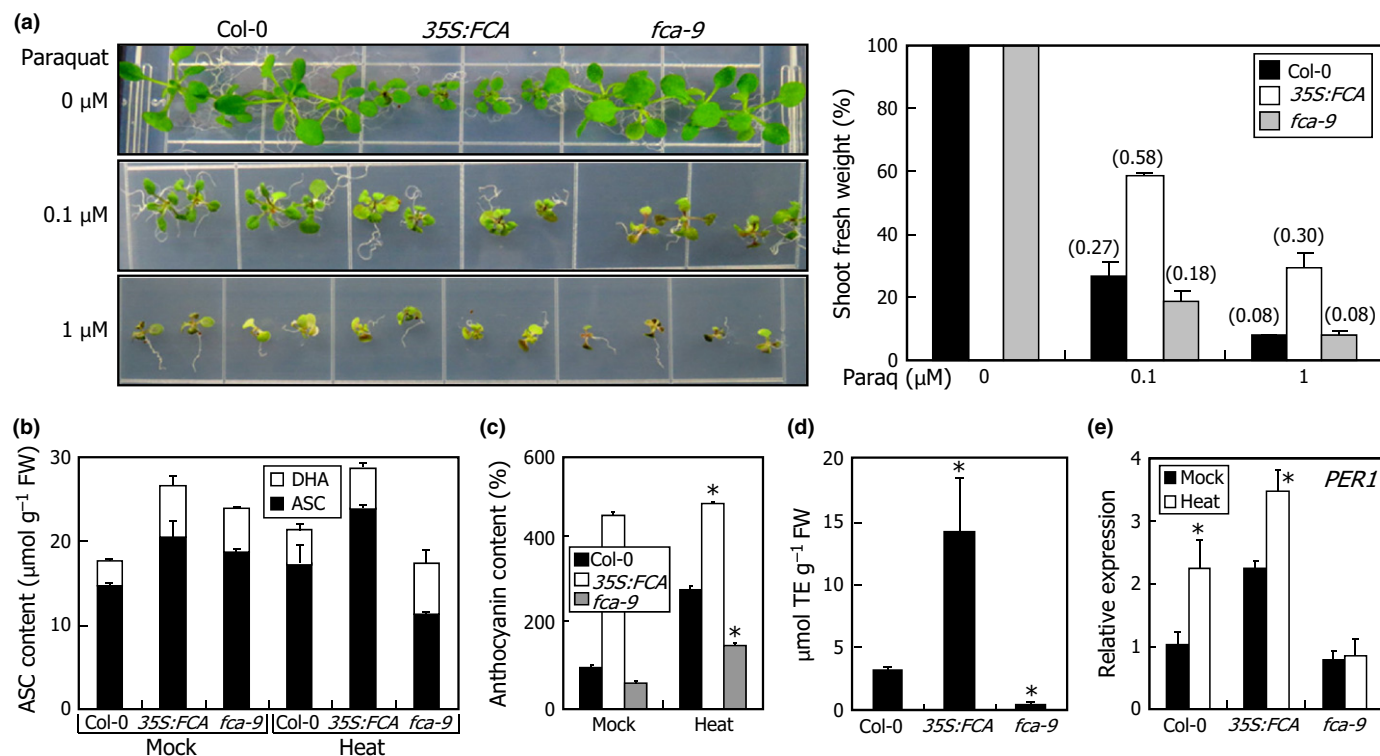 (a)
Col-0 35S:FCA fca-9
Paraquat
0 μM
0.1 μM
1 μM
Shoot fresh weight (%)
100
80
60
40
20
0
Col-0
35S:FCA
fca-9
(0.58)
(0.27)
(0.18)
(0.30)
(0.08)
(0.08)
Paraq (μM) 0 0.1 1
(b)
ASC content (μmol g⁻¹ FW)
30
20
10
0
DHA
ASC
Col-0 35S:FCA fca-9 Col-0 35S:FCA fca-9
Mock Heat
(c)
Anthocyanin content (%)
600
400
200
0
Col-0
35S:FCA
fca-9
*
*
Mock Heat
(d)
μmol TE g⁻¹ FW
20
15
10
5
0
*
*
Col-0 35S:FCA fca-9
(e)
Relative expression
4
3
2
1
0
Mock
Heat
PER1
*
*
Col-0 35S:FCA fca-9